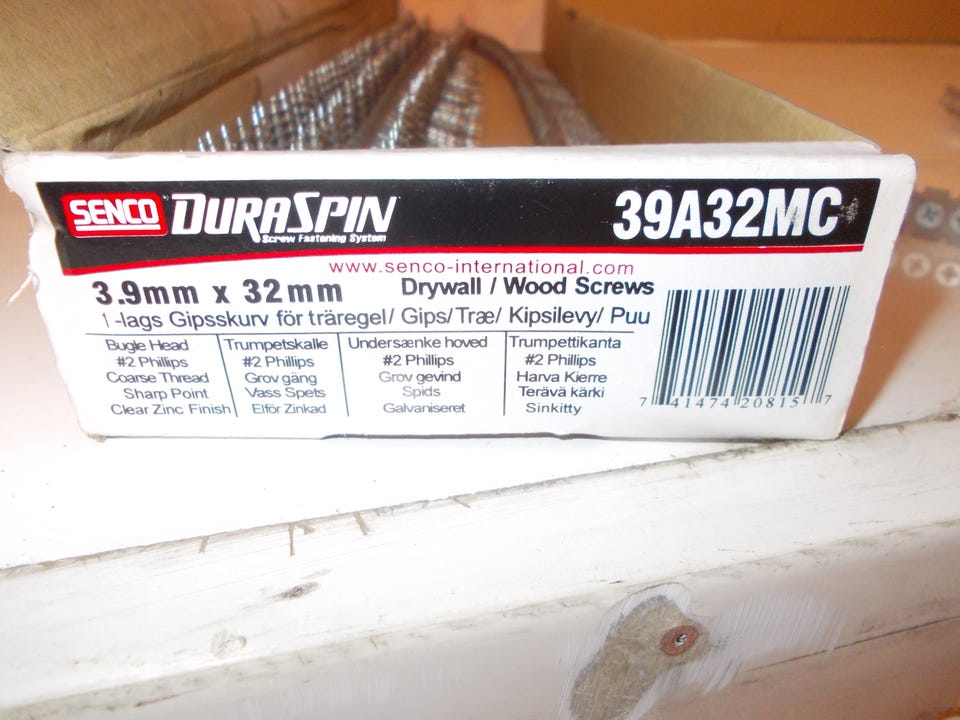 SENCO DURASPIN 39A32MC
Screw Fastening System
www.senco-international.com
3.9mm x 32mm Drywall / Wood Screws
1-lags Gipsskurv för träregel/ Gips/Træ/ Kipsilevy/ Puu
Bugle Head
#2 Phillips
Coarse Thread
Sharp Point
Clear Zinc Finish
Trumpetskalle
#2 Phillips
Grov gäng
Vass Spets
Elför Zinkad
Undersænke hoved
#2 Phillips
Grov gevind
Spids
Galvaniseret
Trumpettikanta
#2 Phillips
Harva Kierre
Terävä kärki
Sinkitty
7 41474 20815 7